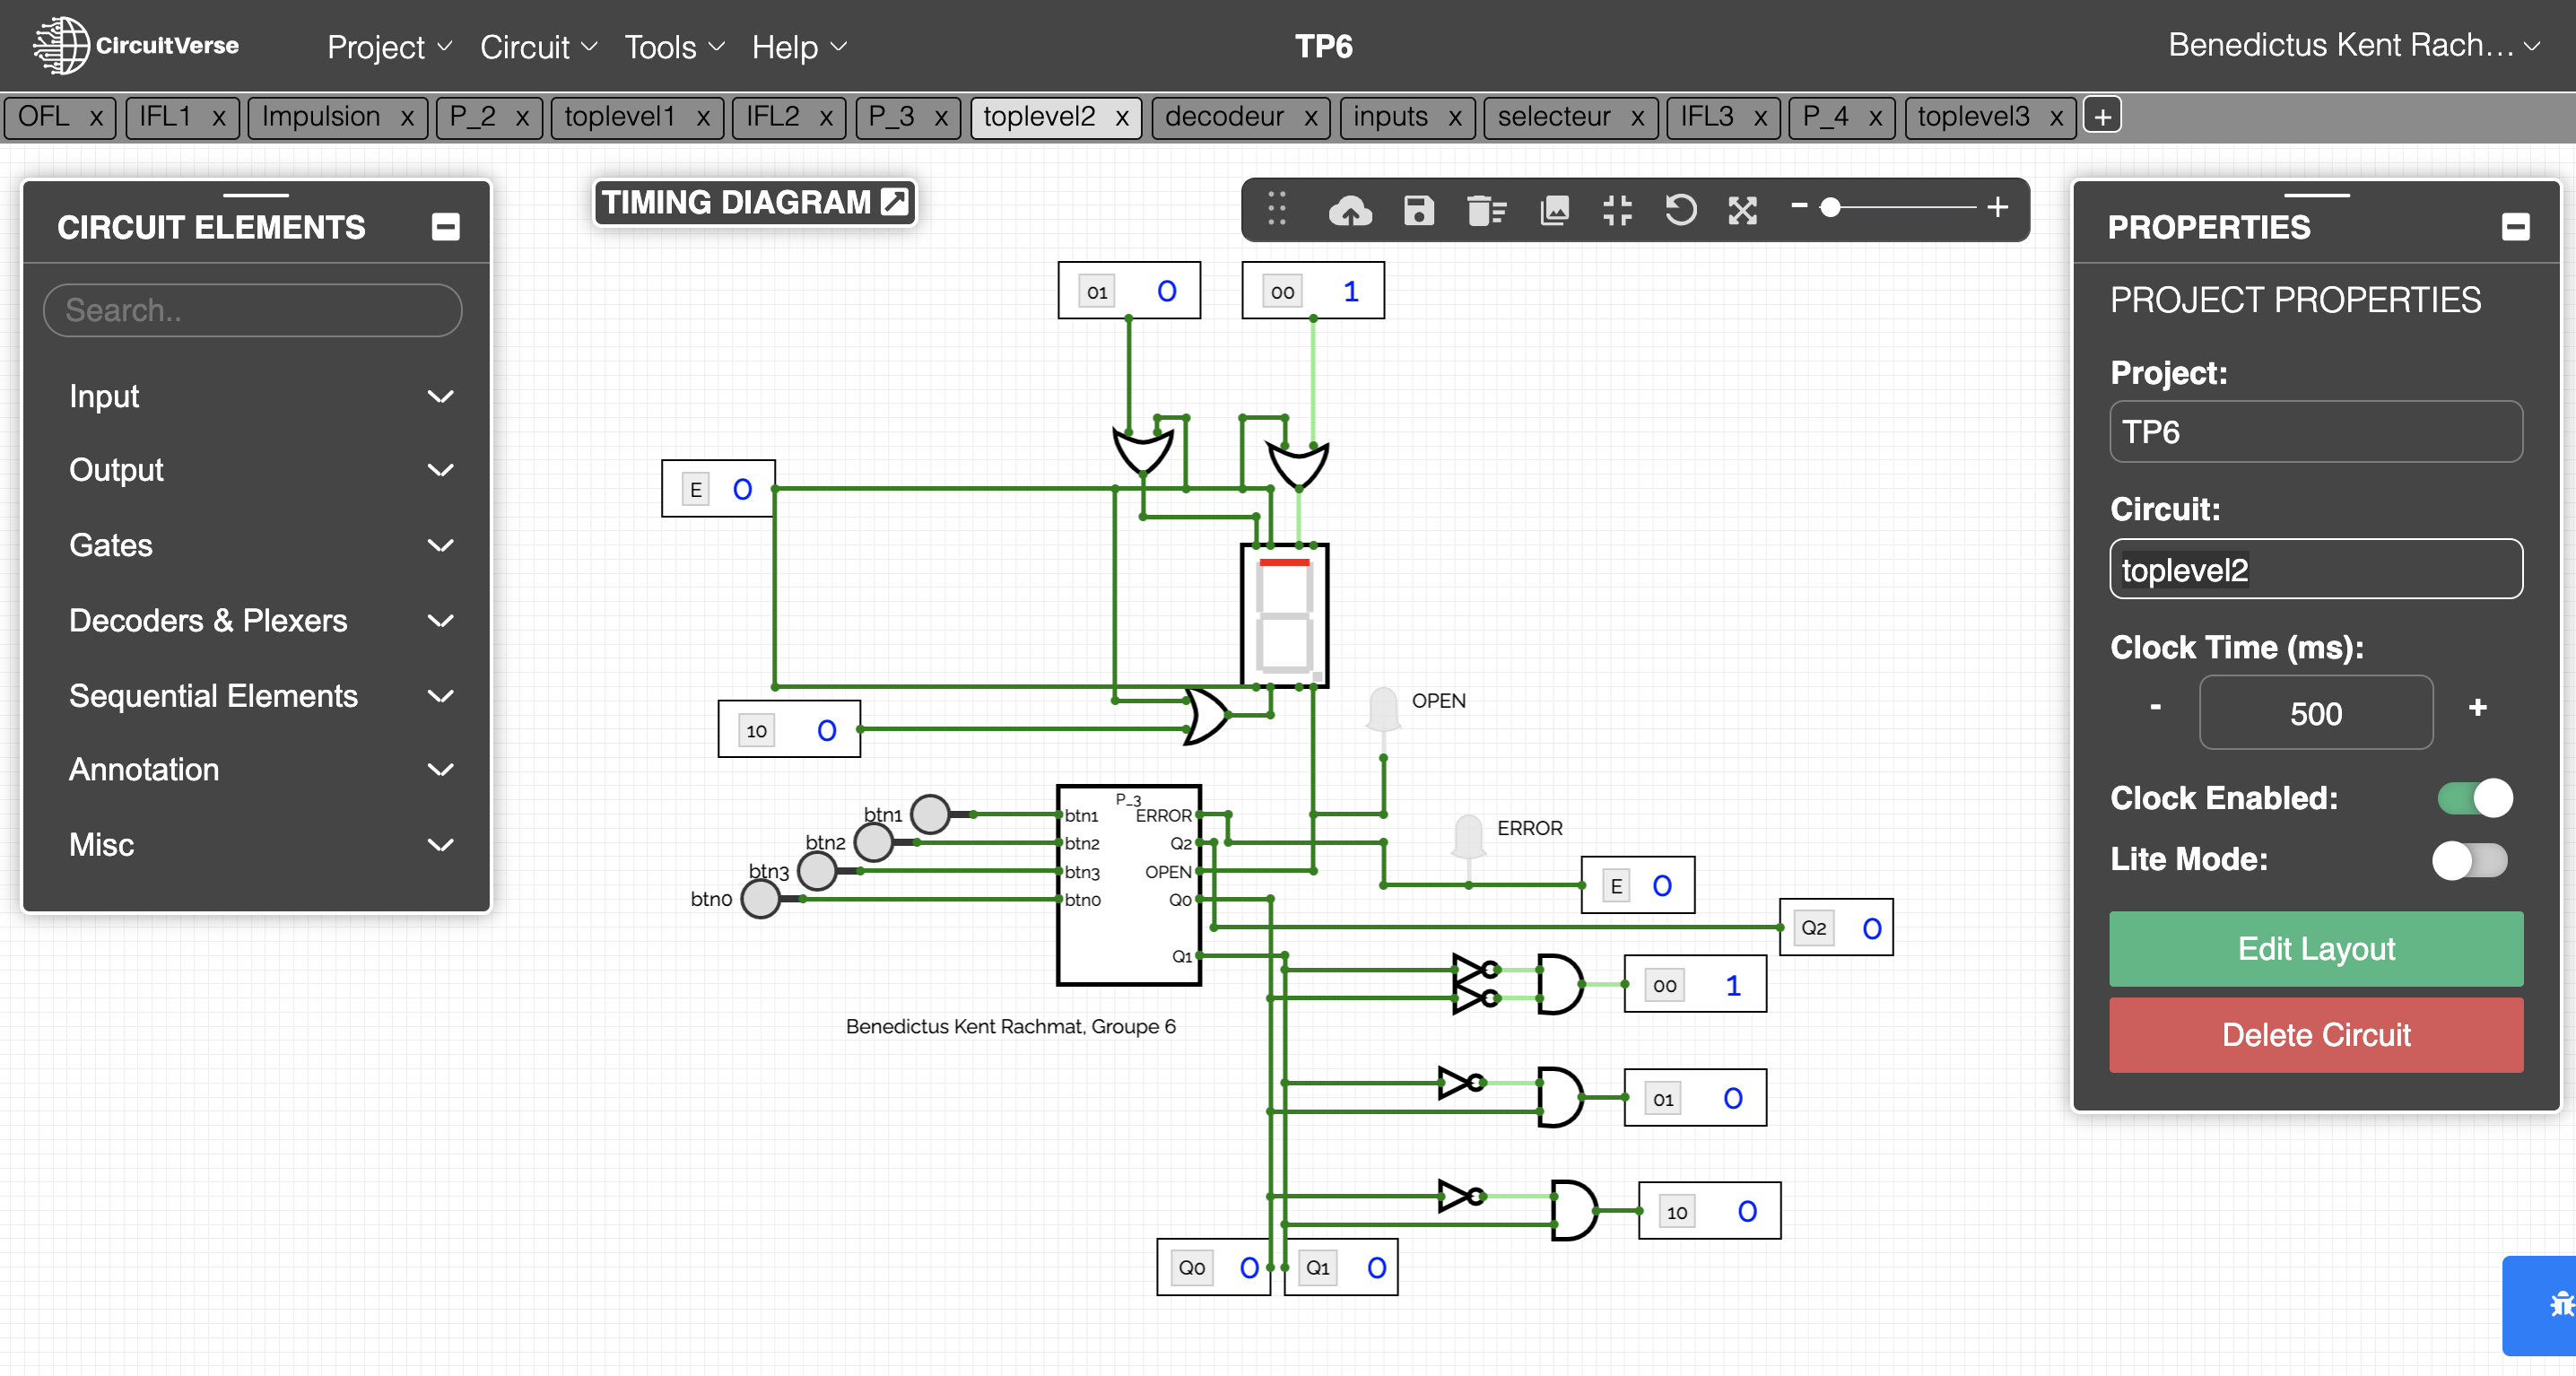 CircuitVerse
Project Circuit Tools Help
TP6
Benedictus Kent Rach...
OFL x IFL1 x Impulsion x P_2 x toplevel1 x IFL2 x P_3 x toplevel2 x decodeur x inputs x selecteur x IFL3 x P_4 x toplevel3 x +
CIRCUIT ELEMENTS
Search..
Input
Output
Gates
Decoders & Plexers
Sequential Elements
Annotation
Misc
TIMING DIAGRAM
01 0
00 1
E 0
10 0
OPEN
P_3
btn1
btn2
btn3
btn0
btn1
btn2
btn3
btn0
ERROR
Q2
OPEN
Q0
Q1
ERROR
E 0
Q2 0
00 1
01 0
10 0
Q0 0
Q1 0
Benedictus Kent Rachmat, Groupe 6
PROPERTIES
PROJECT PROPERTIES
Project:
TP6
Circuit:
toplevel2
Clock Time (ms):
- 500 +
Clock Enabled:
Lite Mode:
Edit Layout
Delete Circuit